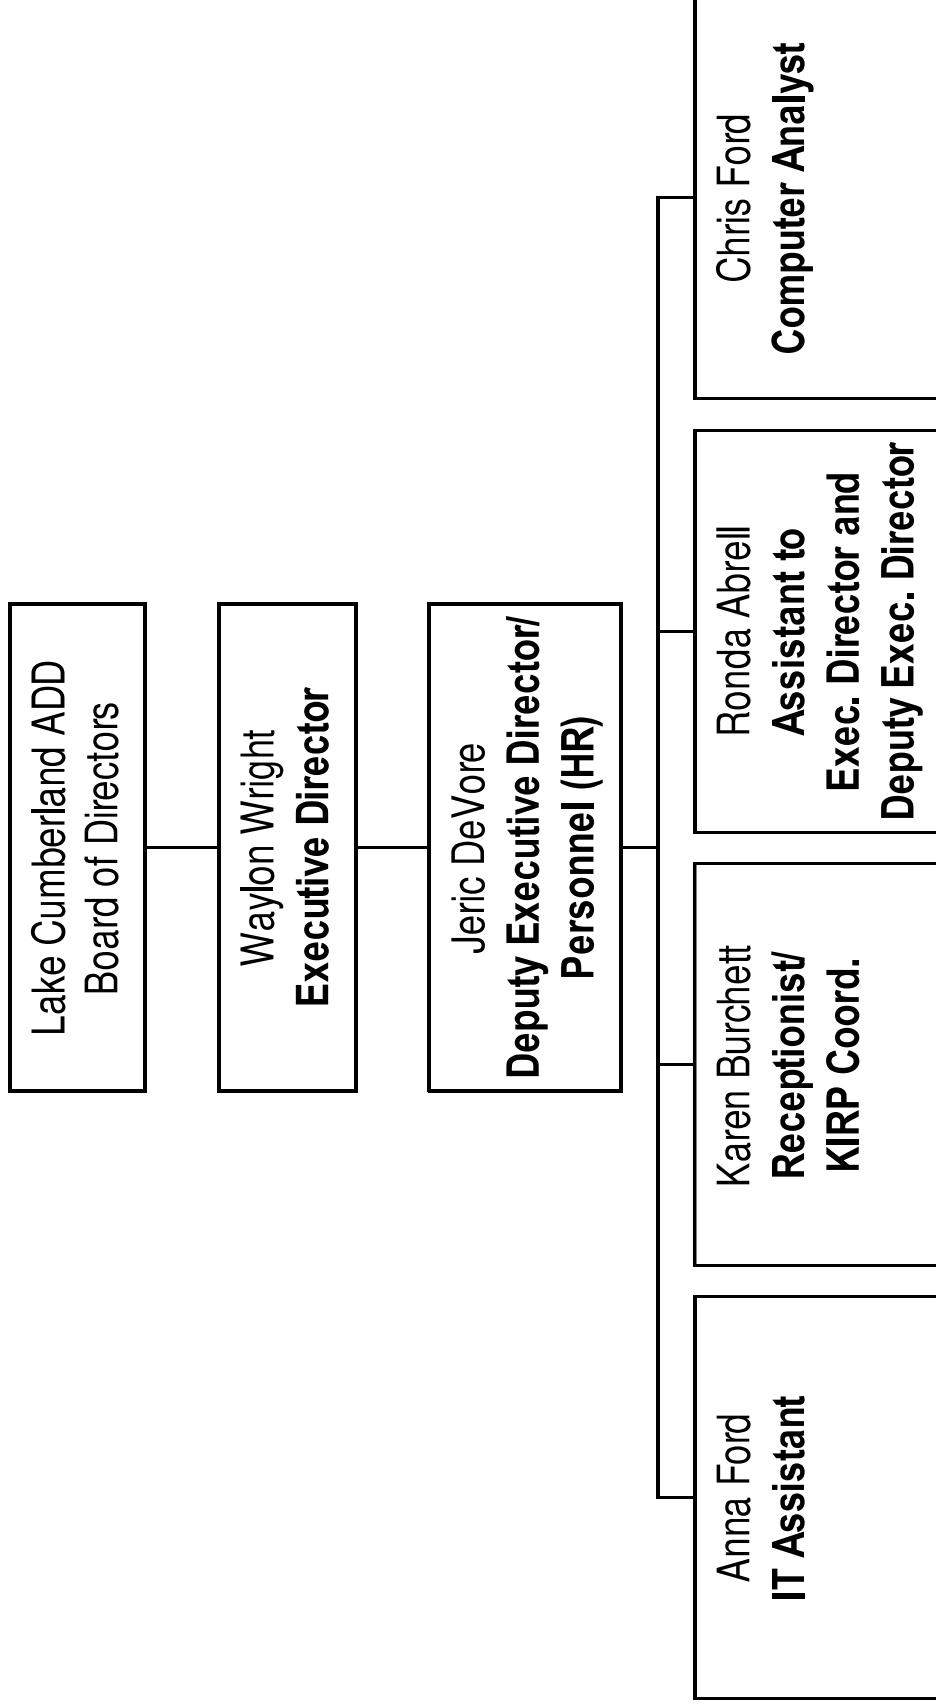 Lake Cumberland ADD
Board of Directors
Waylon Wright
Executive Director
Jeric DeVore
Deputy Executive Director/
Personnel (HR)
Anna Ford
IT Assistant
Karen Burchett
Receptionist/
KIRP Coord.
Ronda Abrell
Assistant to
Exec. Director and
Deputy Exec. Director
Chris Ford
Computer Analyst